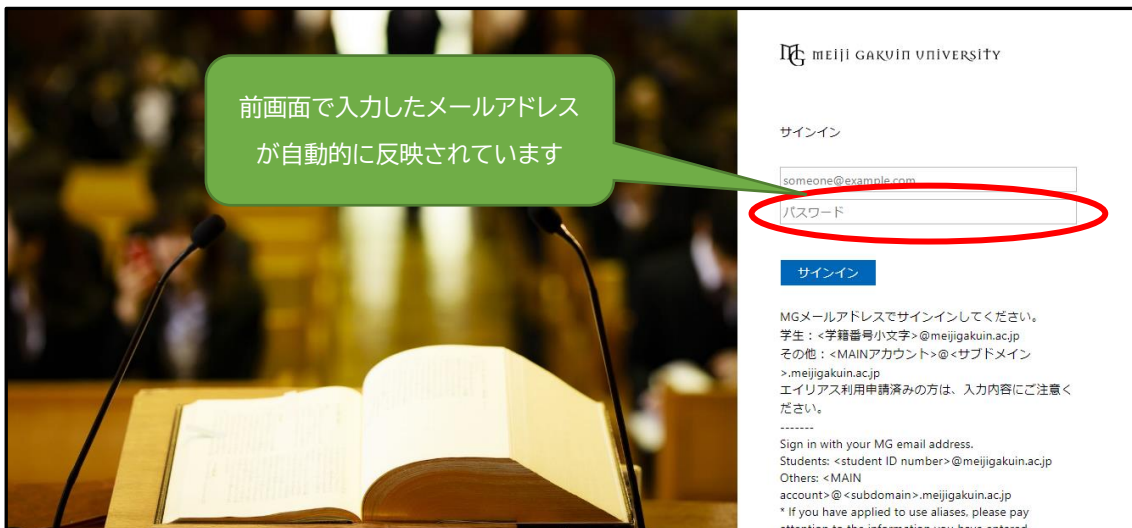 前画面で入力したメールアドレス
が自動的に反映されています
MG MEIJI GAKUIN UNIVERSITY
サインイン
someone@example.com
パスワード
サインイン
MGメールアドレスでサインインしてください。
学生:<学籍番号小文字>@meijigakuin.ac.jp
その他:<MAINアカウント>@<サブドメイン
>.meijigakuin.ac.jp
エイリアス利用申請済みの方は、入力内容にご注意く
ださい。
-------
Sign in with your MG email address.
Students: <student ID number>@meijigakuin.ac.jp
Others: <MAIN
account>@<subdomain>.meijigakuin.ac.jp
* If you have applied to use aliases, please pay
attention to the information you have entered